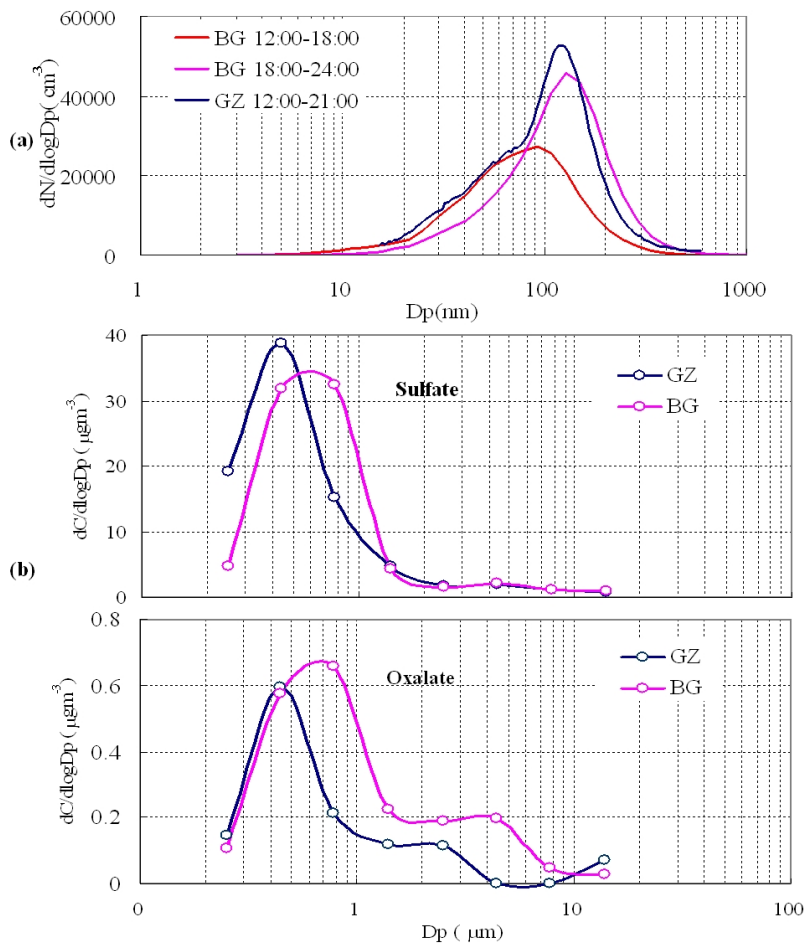 (a)
dN/dlogDp( cm-3)
60000
40000
20000
0
BG 12:00-18:00
BG 18:00-24:00
GZ 12:00-21:00
1 10 100 1000
Dp(nm)
(b)
dC/dlogDp ( μgm-3)
40
30
20
10
0
Sulfate
GZ
BG
dC/dlogDp ( μgm-3)
0.8
0.6
0.4
0.2
0
Oxalate
GZ
BG
0 1 10 100
Dp ( μm)